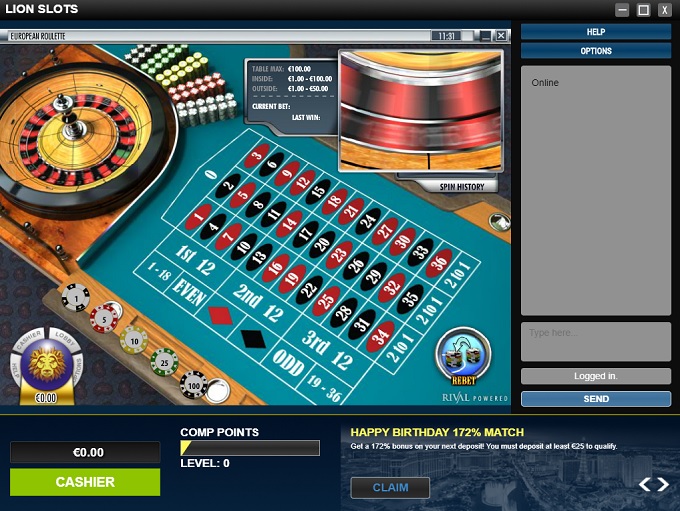 LION SLOTS
EUROPEAN ROULETTE
11:31
HELP
OPTIONS
Online
TABLE MAX: €100.00
INSIDE: €1.00 - €100.00
OUTSIDE: €1.00 - €50.00
CURRENT BET:
LAST WIN:
SPIN HISTORY
0
3 6 9 12 15 18 21 24 27 30 33 36 2 to 1
2 5 8 11 14 17 20 23 26 29 32 35 2 to 1
1 4 7 10 13 16 19 22 25 28 31 34 2 to 1
1st 12 2nd 12 3rd 12
1 - 18 EVEN ODD 19 - 36
1
5
10
25
100
CASHIER LOBBY
€0.00
REBET
RIVAL POWERED
Type here...
Logged in.
SEND
€0.00
CASHIER
COMP POINTS
LEVEL: 0
HAPPY BIRTHDAY 172% MATCH
Get a 172% bonus on your next deposit! You must deposit at least €25 to qualify.
CLAIM